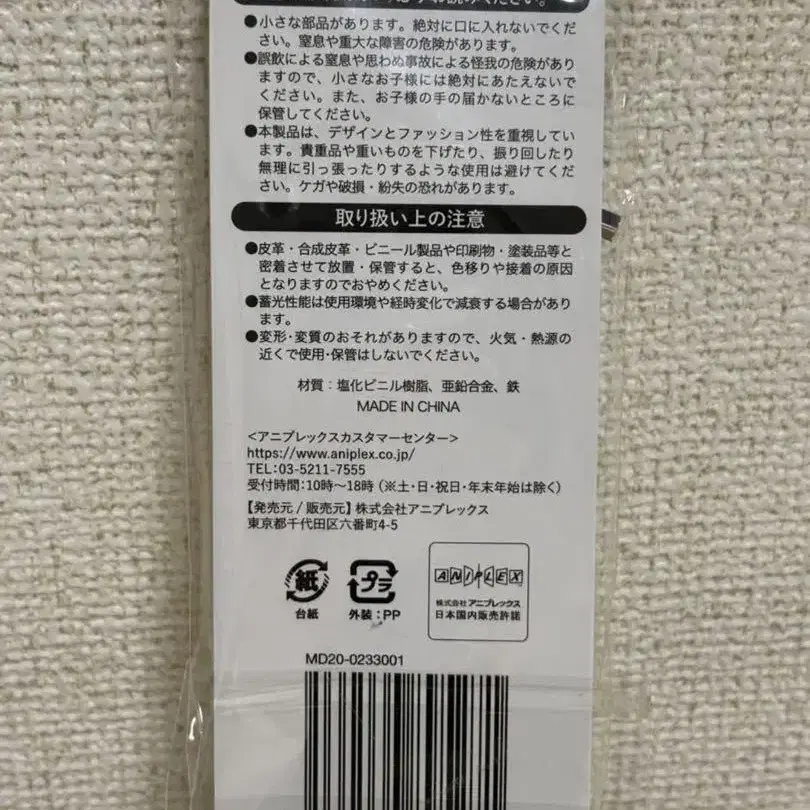 お読みください。
●小さな部品があります。絶対に口に入れないでくだ
さい。窒息や重大な障害の危険があります。
●誤飲による窒息や思わぬ事故による怪我の危険があり
ますので、小さなお子様には絶対にあたえないで
ください。また、お子様の手の届かないところに
保管してください。
●本製品は、デザインとファッション性を重視してい
ます。貴重品や重いものを下げたり、振り回したり
無理に引っ張ったりするような使用は避けてくだ
さい。ケガや破損・紛失の恐れがあります。
取り扱い上の注意
●皮革・合成皮革・ビニール製品や印刷物・塗装品等と
密着させて放置・保管すると、色移りや接着の原因
となりますのでおやめください。
●蓄光性能は使用環境や経時変化で減衰する場合があり
ます。
●変形・変質のおそれがありますので、火気・熱源の
近くで使用・保管はしないでください。
材質:塩化ビニル樹脂、亜鉛合金、鉄
MADE IN CHINA
<アニプレックスカスタマーセンター>
https://www.aniplex.co.jp/
TEL:03-5211-7555
受付時間:10時〜18時(※土・日・祝日・年末年始は除く)
【発売元/販売元】株式会社アニプレックス
東京都千代田区六番町4-5
紙
台紙
プラ
外装:PP
ANIPLEX
株式会社アニプレックス
日本国内販売許諾
MD20-0233001